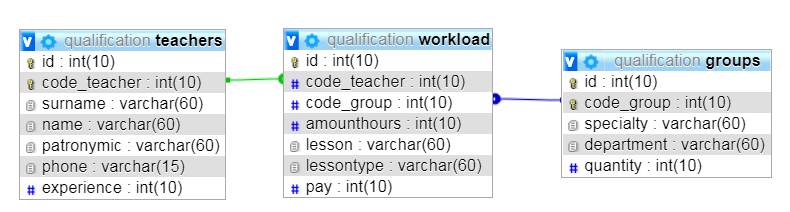 qualification teachers
id : int(10)
code_teacher : int(10)
surname : varchar(60)
name : varchar(60)
patronymic : varchar(60)
phone : varchar(15)
experience : int(10)
qualification workload
id : int(10)
code_teacher : int(10)
code_group : int(10)
amounthours : int(10)
lesson : varchar(60)
lessontype : varchar(60)
pay : int(10)
qualification groups
id : int(10)
code_group : int(10)
specialty : varchar(60)
department : varchar(60)
quantity : int(10)